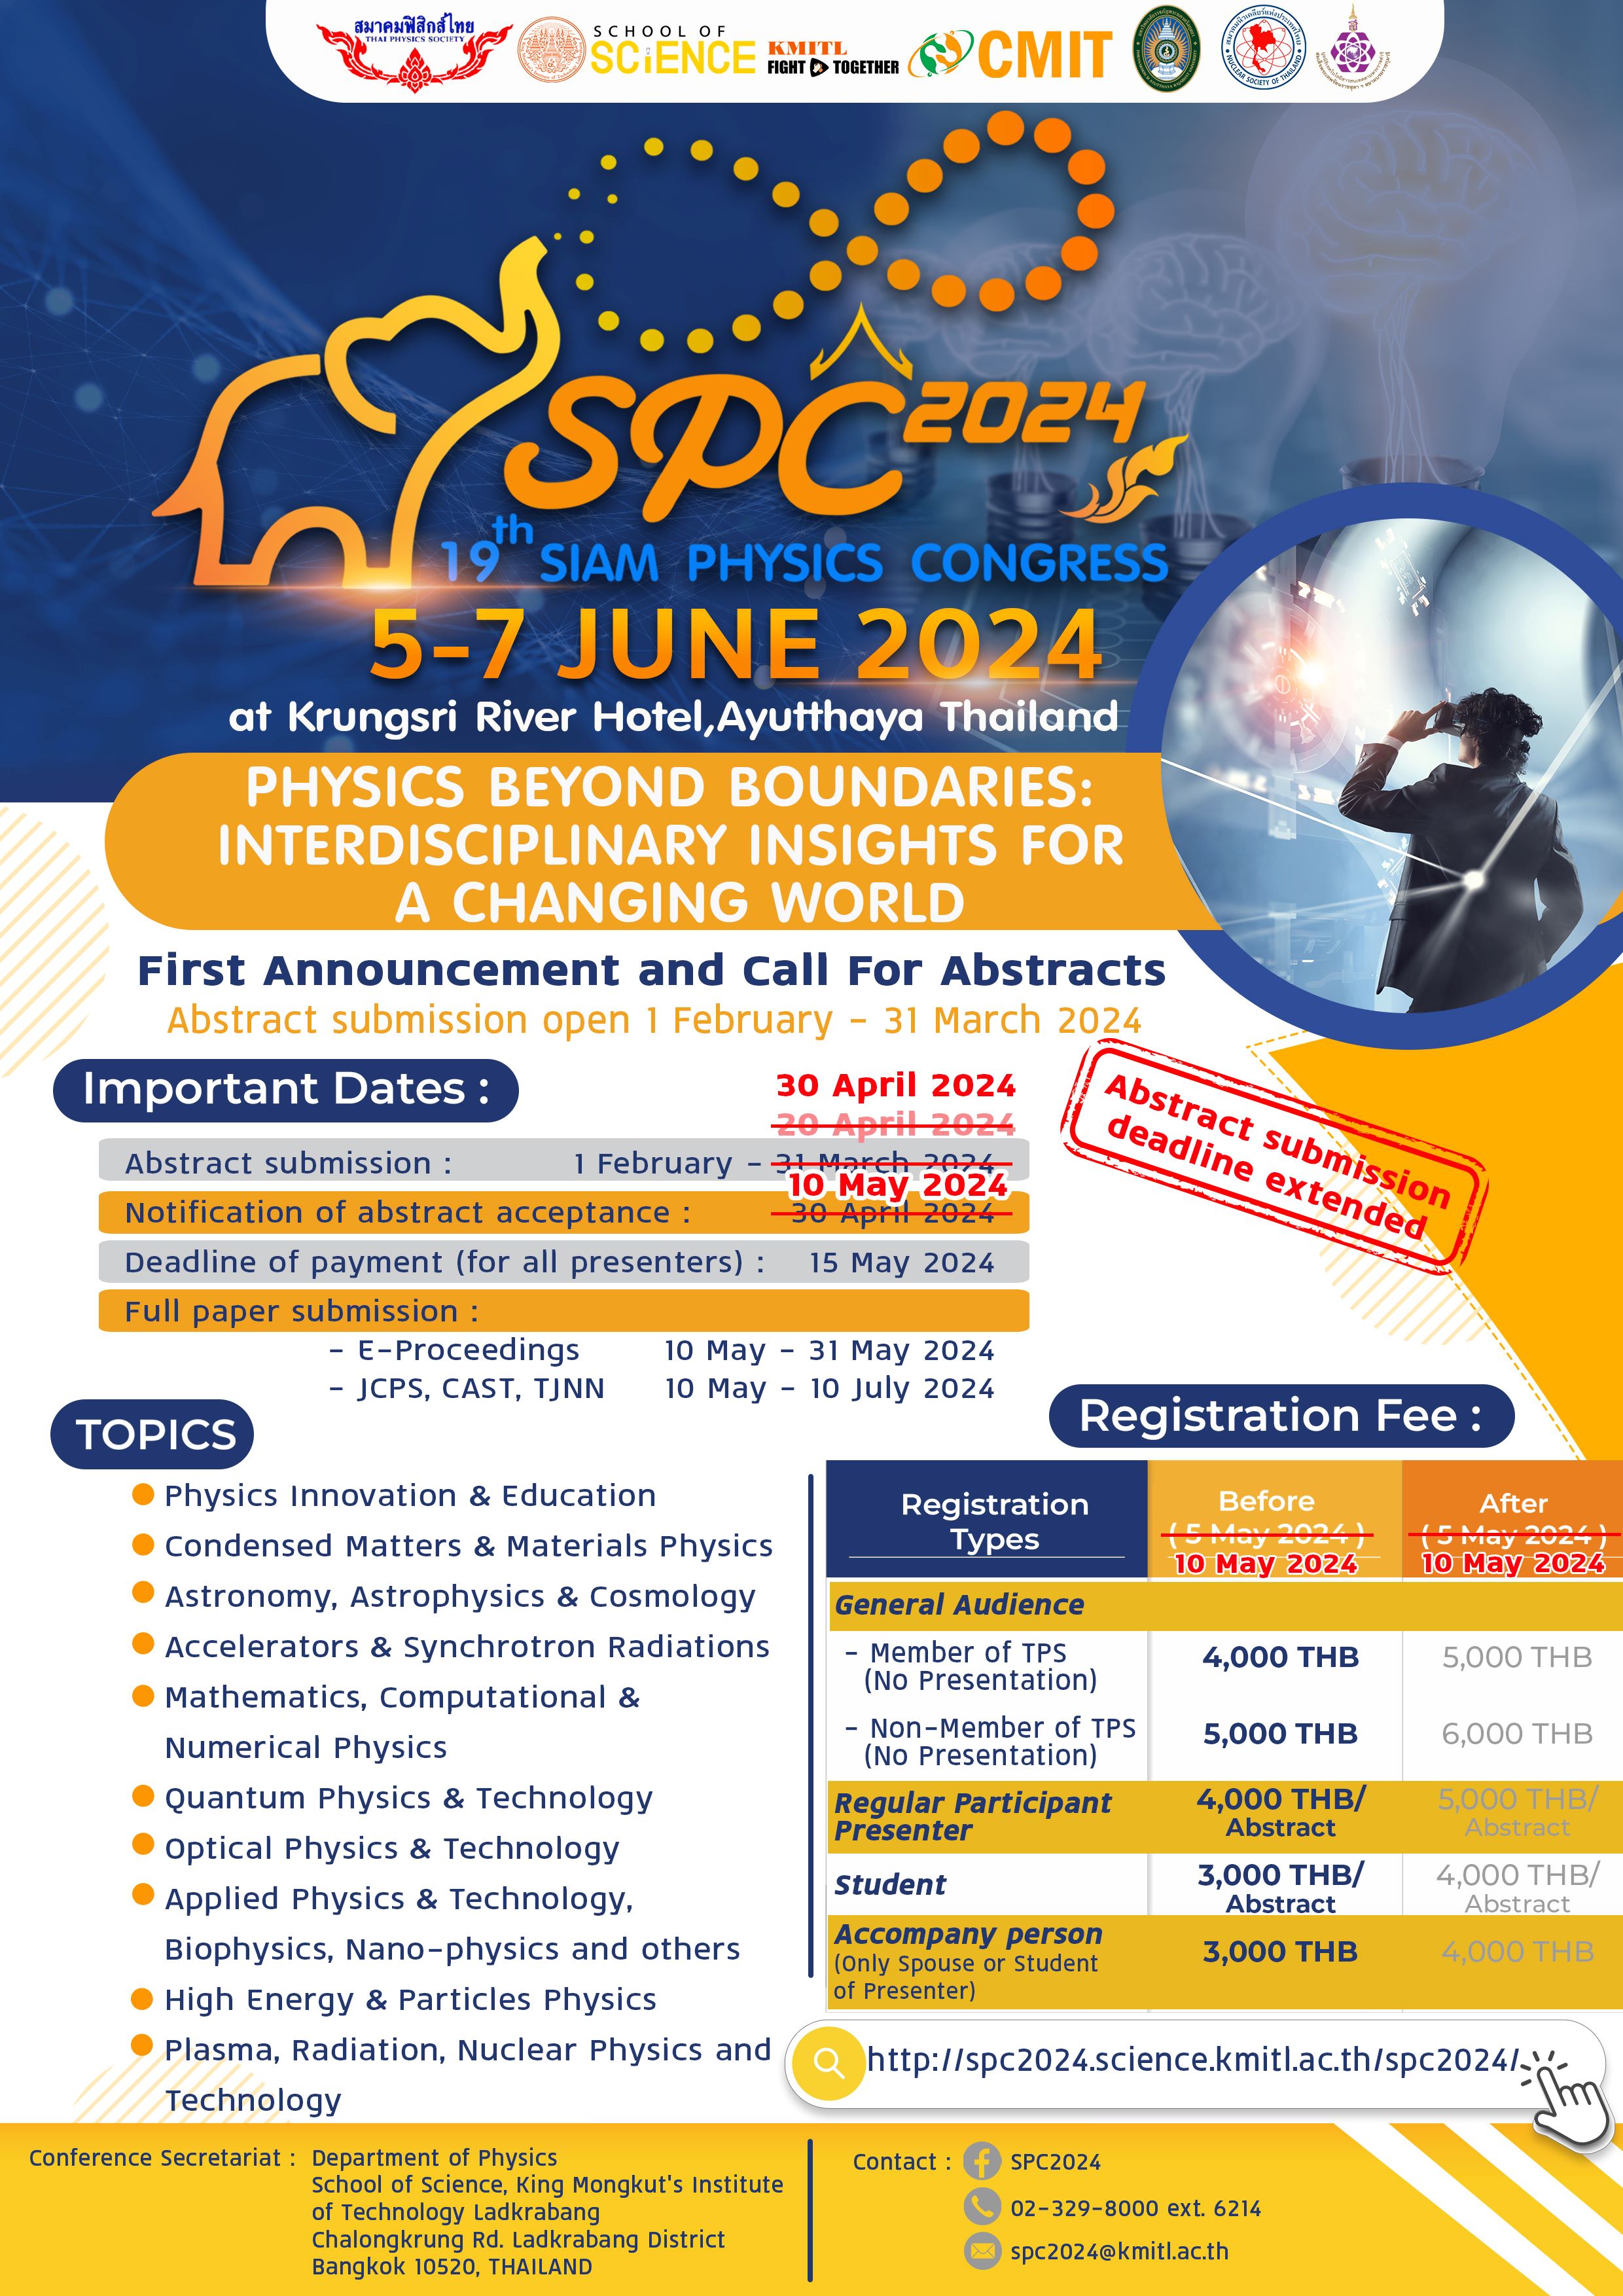 สมาคมฟิสิกส์ไทย
THAI PHYSICS SOCIETY
SCHOOL OF
SCiENCE
KMITL
FIGHT TOGETHER
CMIT
NUCLEAR SOCIETY OF THAILAND
SPC 2024
19th SIAM PHYSICS CONGRESS
5-7 JUNE 2024
at Krungsri River Hotel,Ayutthaya Thailand
PHYSICS BEYOND BOUNDARIES:
INTERDISCIPLINARY INSIGHTS FOR
A CHANGING WORLD
First Announcement and Call For Abstracts
Abstract submission open 1 February - 31 March 2024
Important Dates :
30 April 2024
20 April 2024
Abstract submission : 1 February - 31 March 2024
10 May 2024
Notification of abstract acceptance : 30 April 2024
Deadline of payment (for all presenters) : 15 May 2024
Full paper submission :
- E-Proceedings 10 May - 31 May 2024
- JCPS, CAST, TJNN 10 May - 10 July 2024
Abstract submission
deadline extended
TOPICS
Physics Innovation & Education
Condensed Matters & Materials Physics
Astronomy, Astrophysics & Cosmology
Accelerators & Synchrotron Radiations
Mathematics, Computational &
Numerical Physics
Quantum Physics & Technology
Optical Physics & Technology
Applied Physics & Technology,
Biophysics, Nano-physics and others
High Energy & Particles Physics
Plasma, Radiation, Nuclear Physics and
Technology
Registration Fee :
Registration
Types
Before
( 5 May 2024 )
10 May 2024
After
( 5 May 2024 )
10 May 2024
General Audience
- Member of TPS
(No Presentation)
4,000 THB
5,000 THB
- Non-Member of TPS
(No Presentation)
5,000 THB
6,000 THB
Regular Participant
Presenter
4,000 THB/
Abstract
5,000 THB/
Abstract
Student
3,000 THB/
Abstract
4,000 THB/
Abstract
Accompany person
(Only Spouse or Student
of Presenter)
3,000 THB
4,000 THB
http://spc2024.science.kmitl.ac.th/spc2024/
Conference Secretariat : Department of Physics
School of Science, King Mongkut's Institute
of Technology Ladkrabang
Chalongkrung Rd. Ladkrabang District
Bangkok 10520, THAILAND
Contact : SPC2024
02-329-8000 ext. 6214
spc2024@kmitl.ac.th